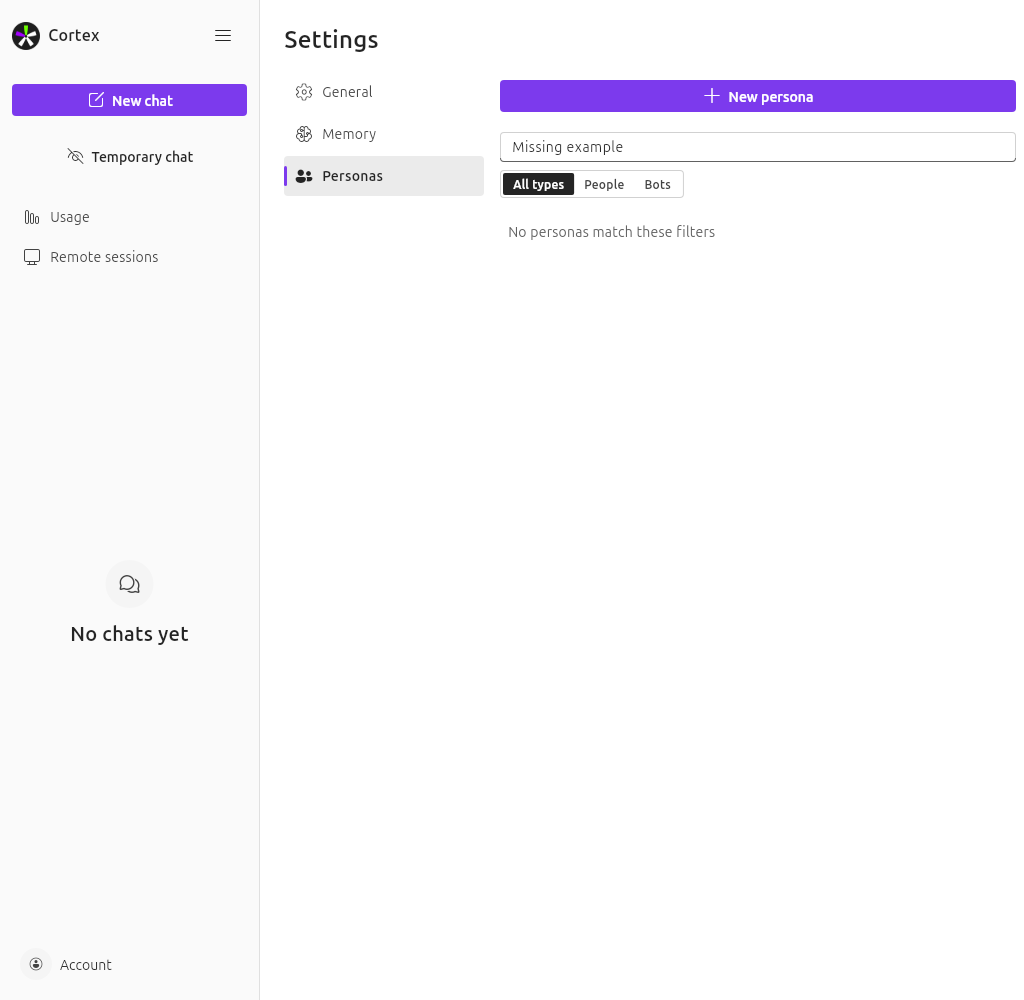 Cortex
New chat
Temporary chat
Usage
Remote sessions
No chats yet
Account
Settings
General
Memory
Personas
New persona
Missing example
All types
People
Bots
No personas match these filters